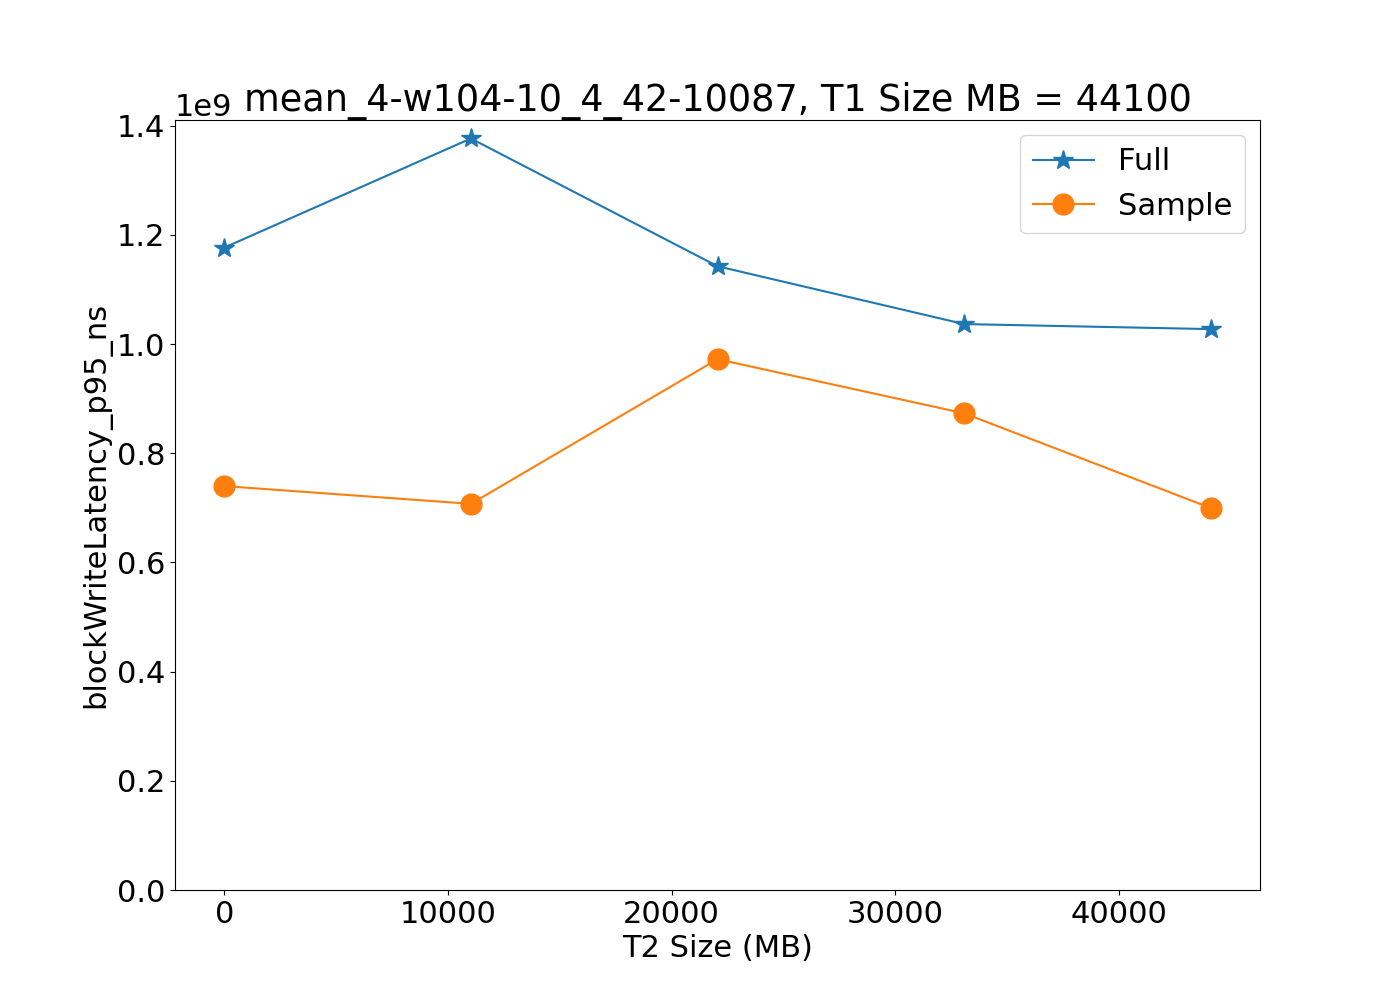 mean_4-w104-10_4_42-10087, T1 Size MB = 44100
1e9
1.4
1.2
1.0
0.8
0.6
0.4
0.2
0.0
blockWriteLatency_p95_ns
Full
Sample
0 10000 20000 30000 40000
T2 Size (MB)